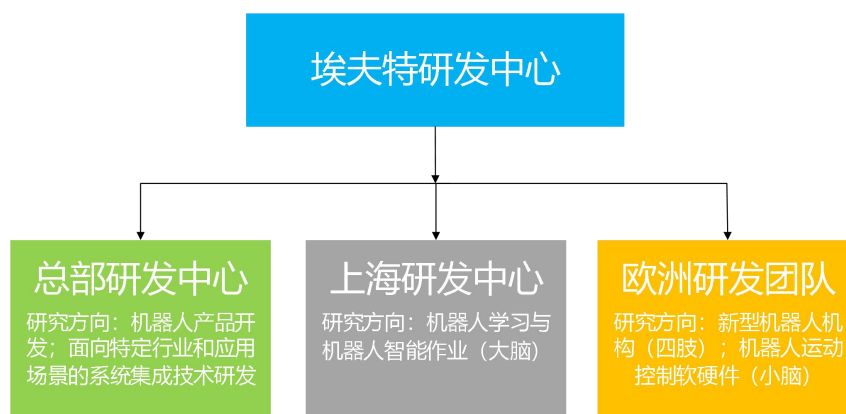 埃夫特研发中心
总部研发中心
研究方向：机器人产品开
发；面向特定行业和应用
场景的系统集成技术研发
上海研发中心
研究方向：机器人学习与
机器人智能作业（大脑）
欧洲研发团队
研究方向：新型机器人机
构（四肢）；机器人运动
控制软硬件（小脑）